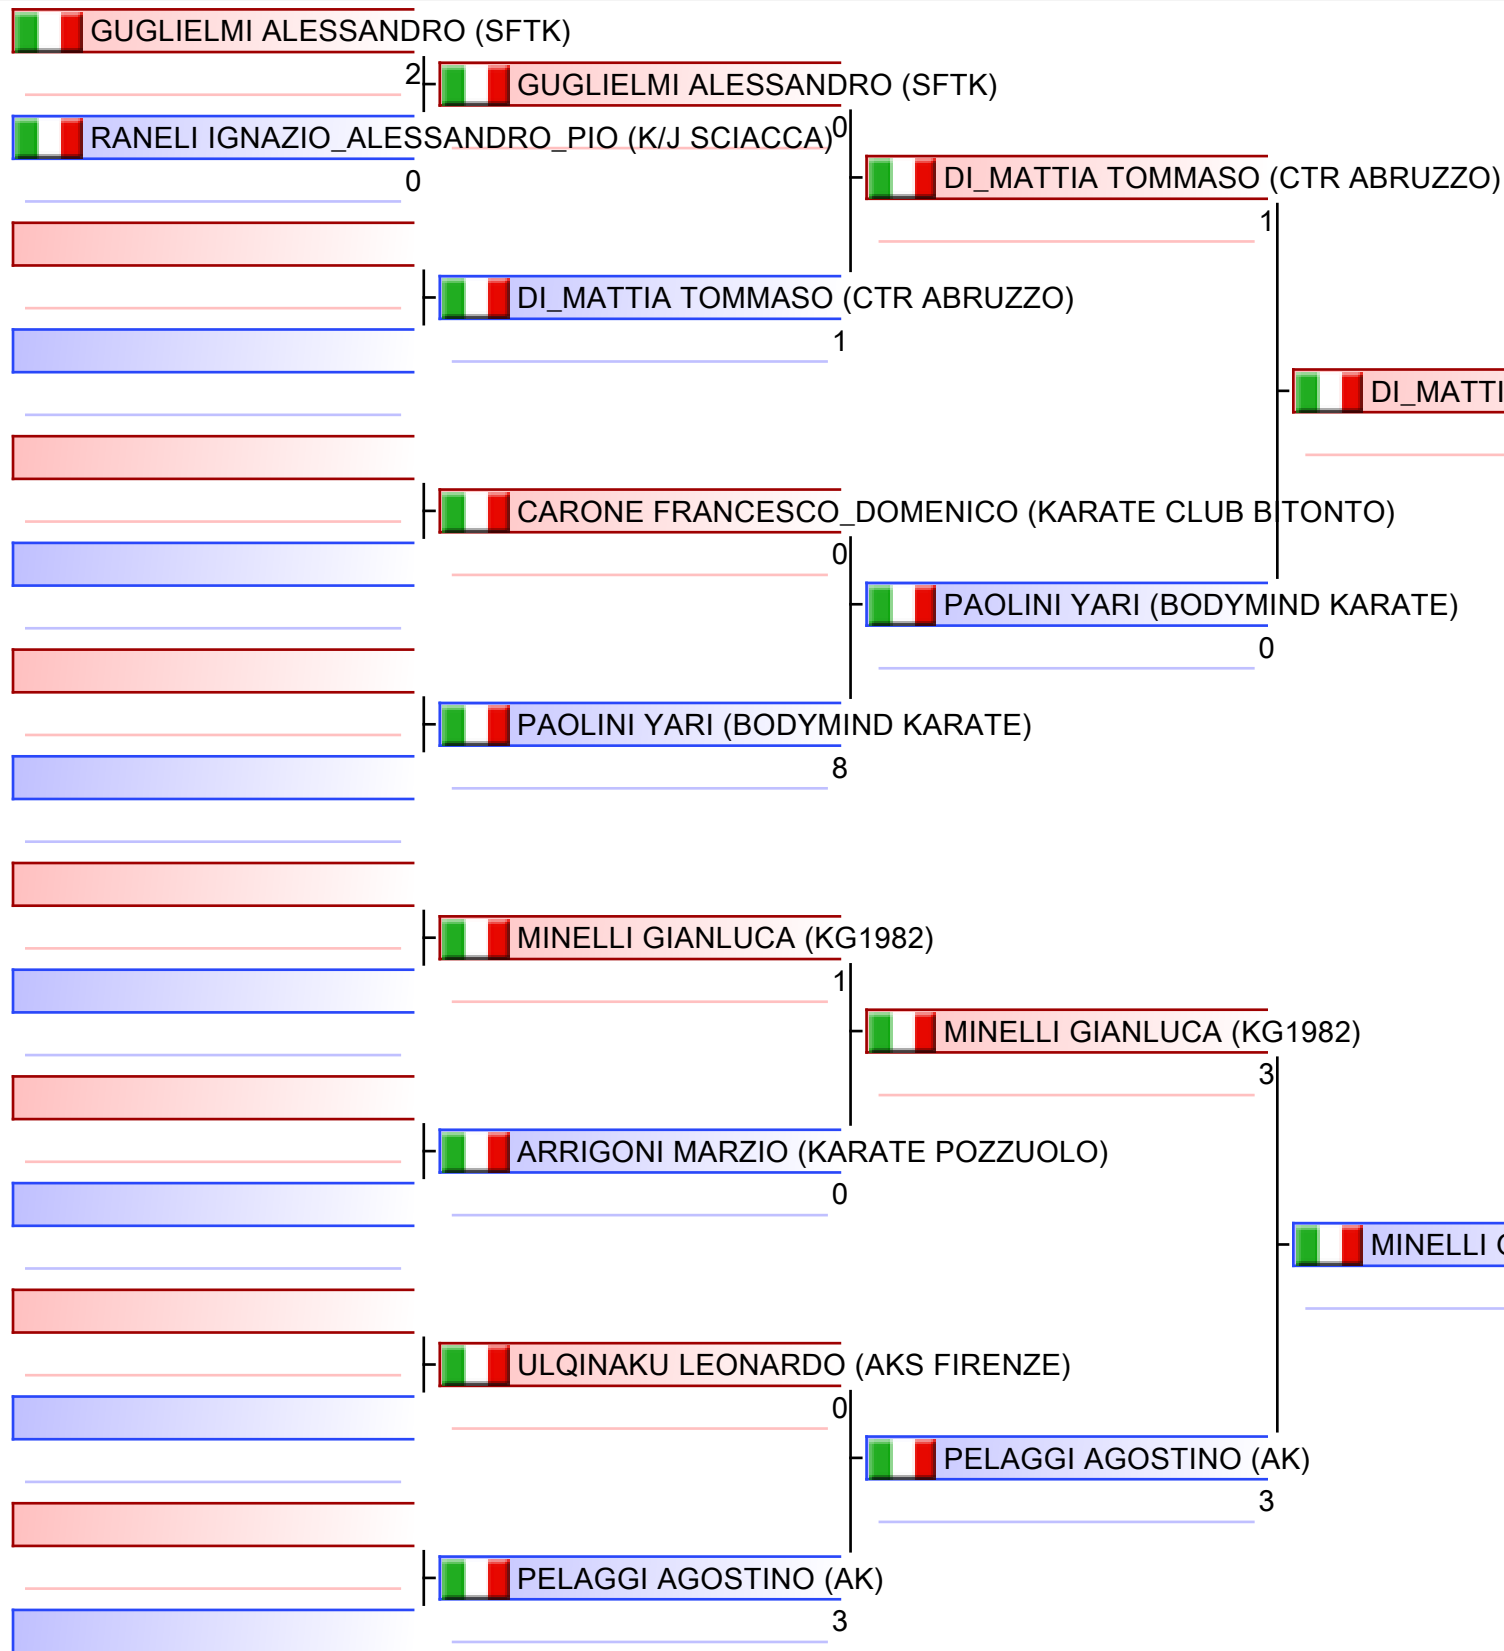 GUGLIELMI ALESSANDRO (SFTK)
2
GUGLIELMI ALESSANDRO (SFTK)
0
RANELI IGNAZIO_ALESSANDRO_PIO (K/J SCIACCA)
0
DI_MATTIA TOMMASO (CTR ABRUZZO)
1
DI_MATTIA TOMMASO (CTR ABRUZZO)
1
DI_MATTI
CARONE FRANCESCO_DOMENICO (KARATE CLUB BITONTO)
0
PAOLINI YARI (BODYMIND KARATE)
0
PAOLINI YARI (BODYMIND KARATE)
8
MINELLI GIANLUCA (KG1982)
1
MINELLI GIANLUCA (KG1982)
3
ARRIGONI MARZIO (KARATE POZZUOLO)
0
MINELLI
ULQINAKU LEONARDO (AKS FIRENZE)
0
PELAGGI AGOSTINO (AK)
3
PELAGGI AGOSTINO (AK)
3